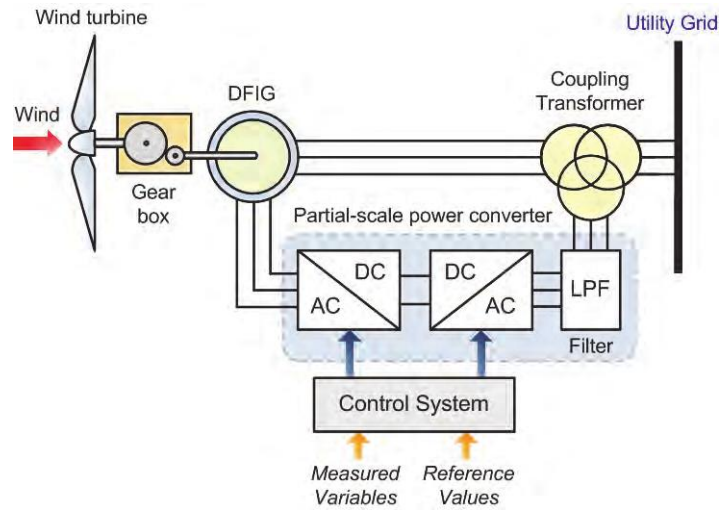 Wind turbine
Utility Grid
DFIG
Coupling
Transformer
Wind
Gear
box
Partial-scale power converter
DC
DC
AC
AC
LPF
Filter
Control System
Measured
Variables
Reference
Values